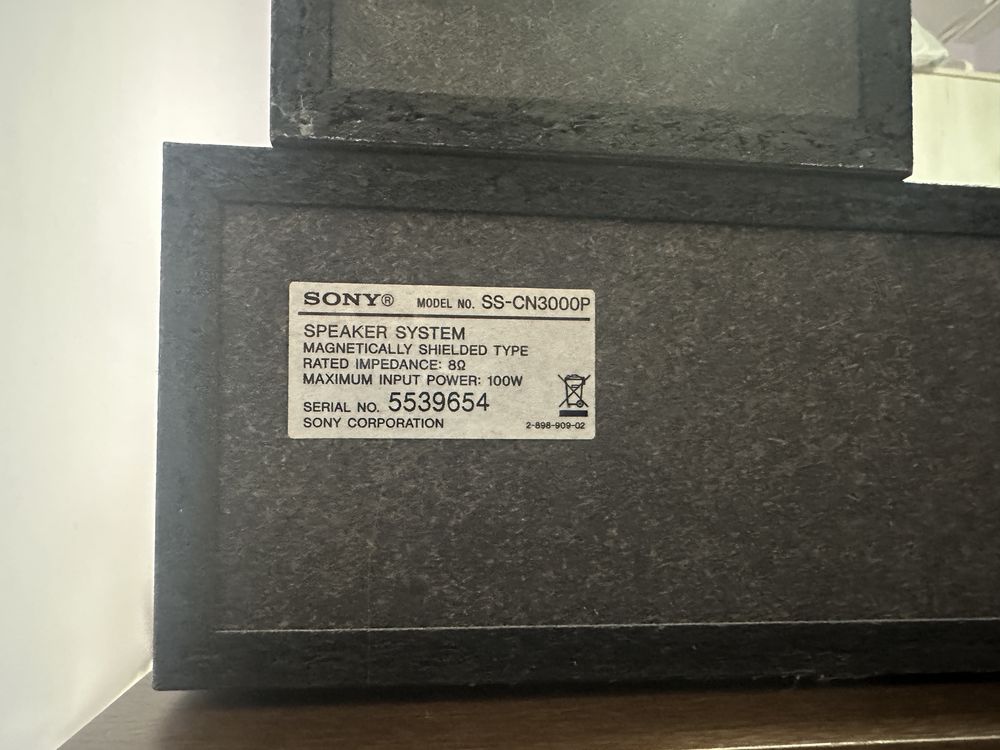 SONY® MODEL NO. SS-CN3000P
SPEAKER SYSTEM
MAGNETICALLY SHIELDED TYPE
RATED IMPEDANCE: 8Ω
MAXIMUM INPUT POWER: 100W
SERIAL NO. 5539654
SONY CORPORATION 2-898-909-02